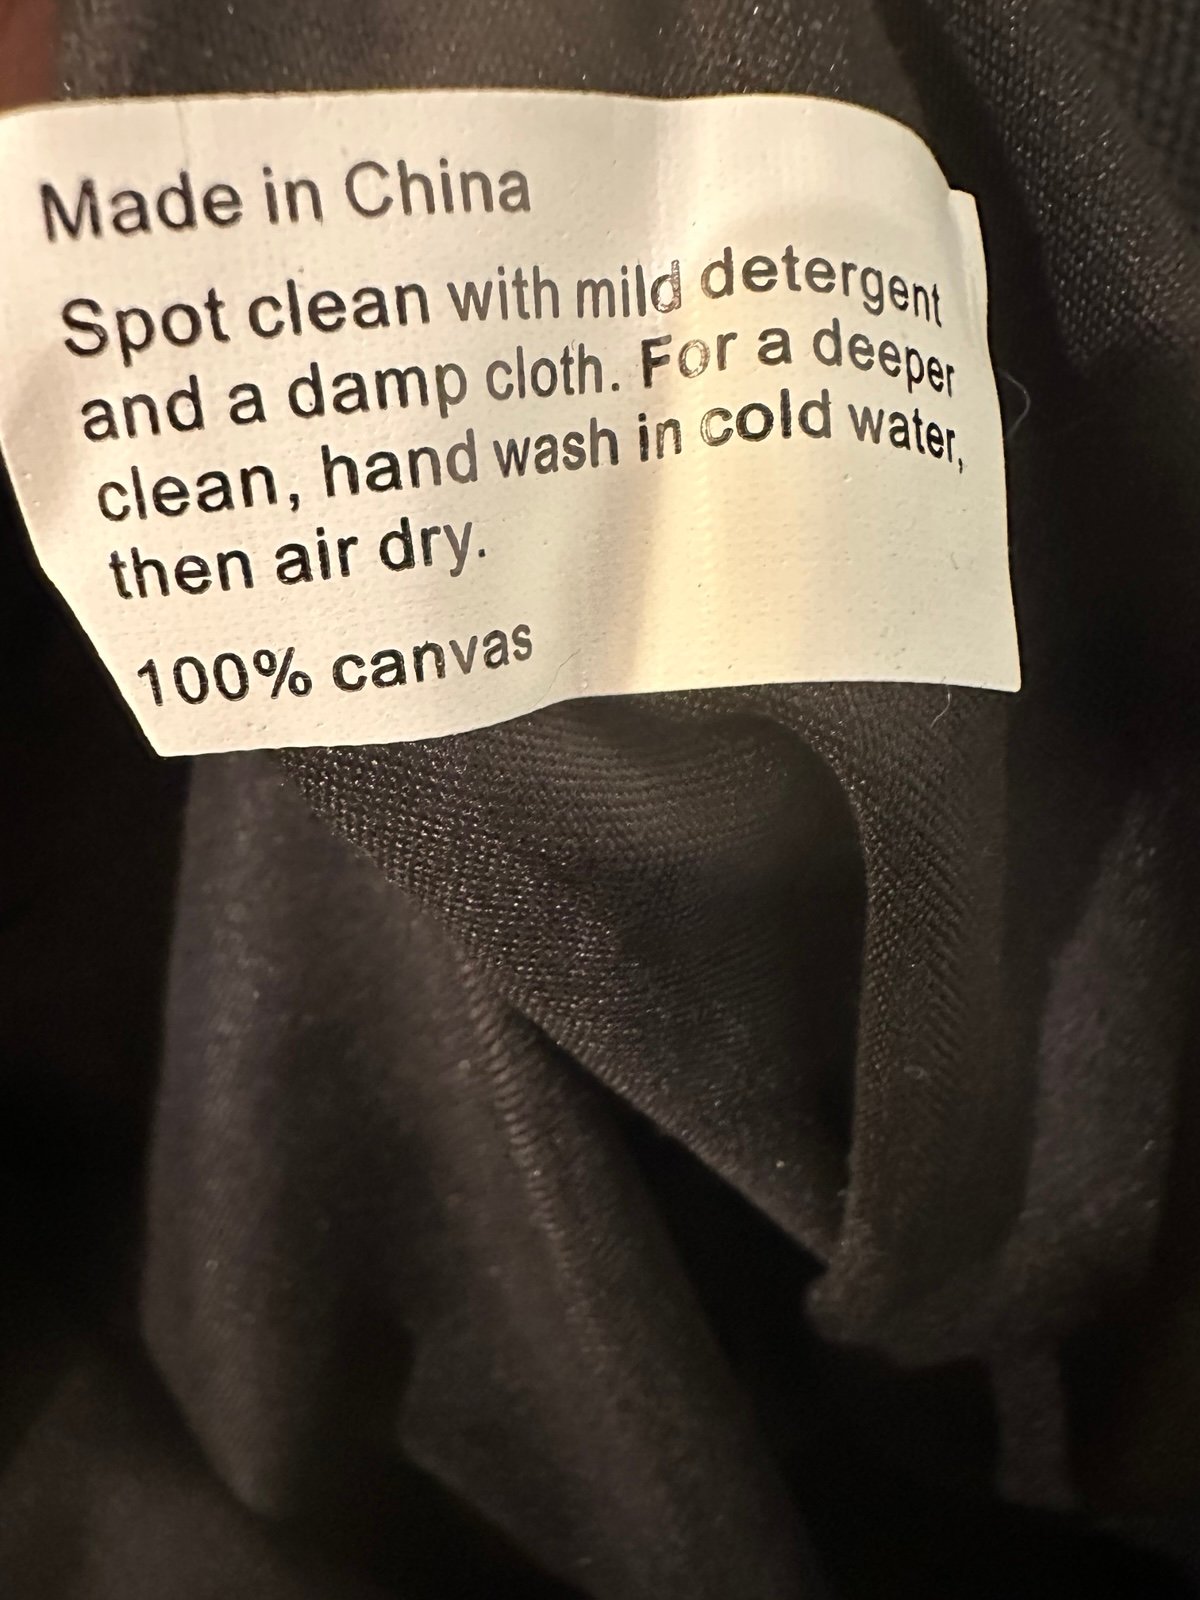 Made in China
Spot clean with mild detergent
and a damp cloth. For a deeper
clean, hand wash in cold water,
then air dry.
100% canvas